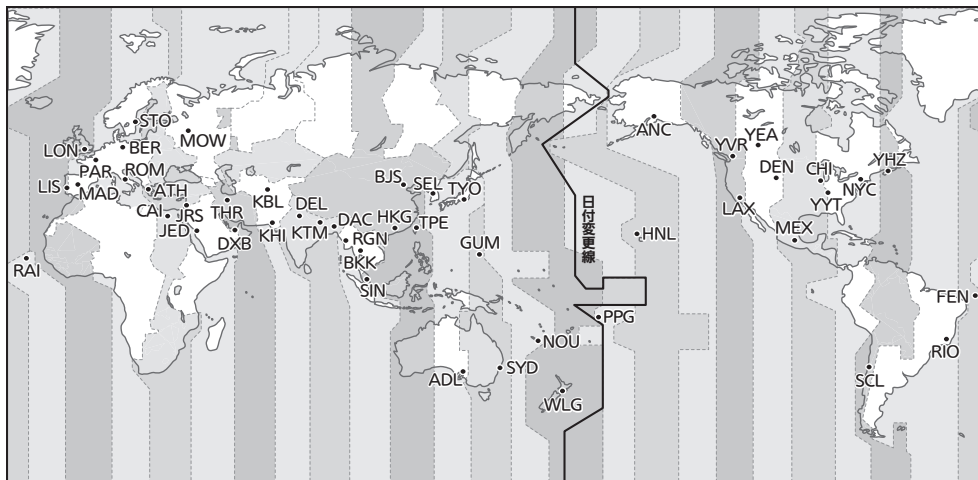 STO
MOW
LON
BER
PAR
ROM
LIS
MAD
ATH
CAI
JRS
JED
THR
DXB
KBL
KHI
DEL
KTM
DAC
RGN
BKK
SIN
HKG
BJS
SEL
TYO
TPE
GUM
RAI
ADL
SYD
NOU
WLG
日付変更線
PPG
HNL
ANC
YVR
YEA
DEN
LAX
CHI
YYT
NYC
YHZ
MEX
FEN
RIO
SCL